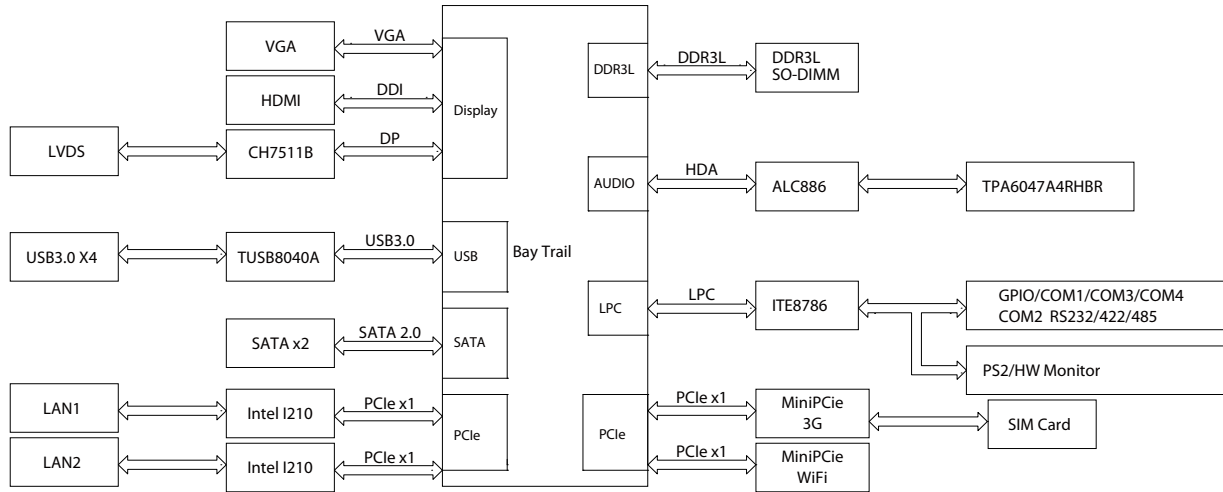 VGA
VGA
HDMI
DDI
Display
LVDS
CH7511B
DP
USB3.0 X4
TUSB8040A
USB3.0
USB
Bay Trail
SATA x2
SATA 2.0
SATA
LAN1
Intel I210
PCIe x1
PCIe
LAN2
Intel I210
PCIe x1
DDR3L
DDR3L
DDR3L
SO-DIMM
AUDIO
HDA
ALC886
TPA6047A4RHBR
LPC
LPC
ITE8786
GPIO/COM1/COM3/COM4
COM2 RS232/422/485
PS2/HW Monitor
PCIe
PCIe x1
MiniPCie
3G
SIM Card
PCIe x1
MiniPCie
WiFi